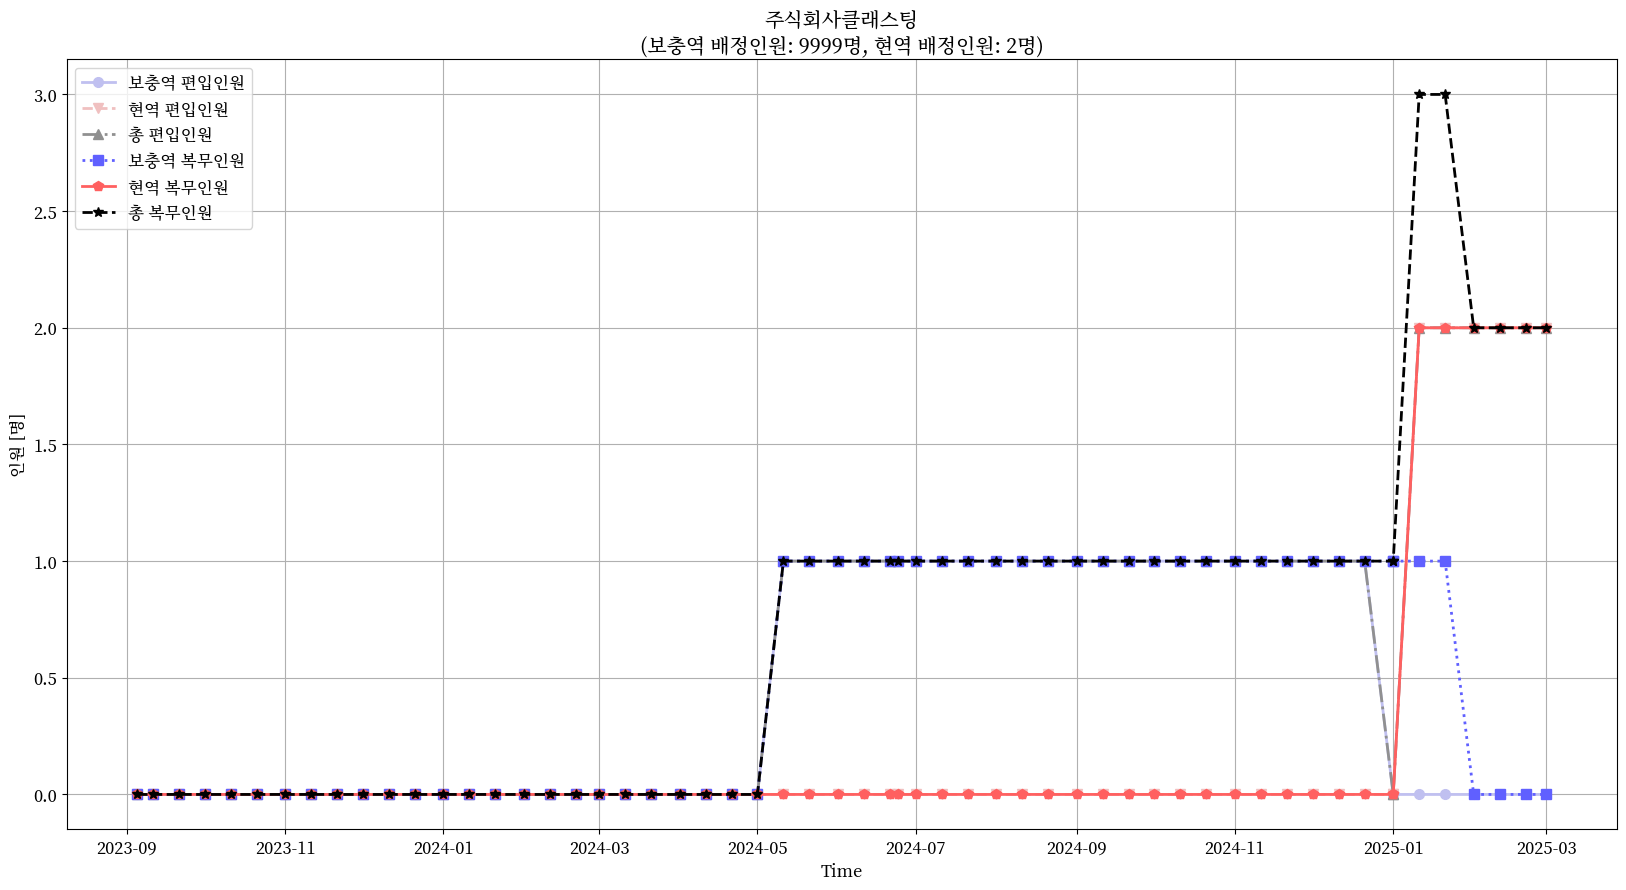 주식회사클래스팅
(보충역 배정인원: 9999명, 현역 배정인원: 2명)
보충역 편입인원
현역 편입인원
총 편입인원
보충역 복무인원
현역 복무인원
총 복무인원
3.0
2.5
2.0
1.5
1.0
0.5
0.0
인원 [명]
2023-09
2023-11
2024-01
2024-03
2024-05
2024-07
2024-09
2024-11
2025-01
2025-03
Time